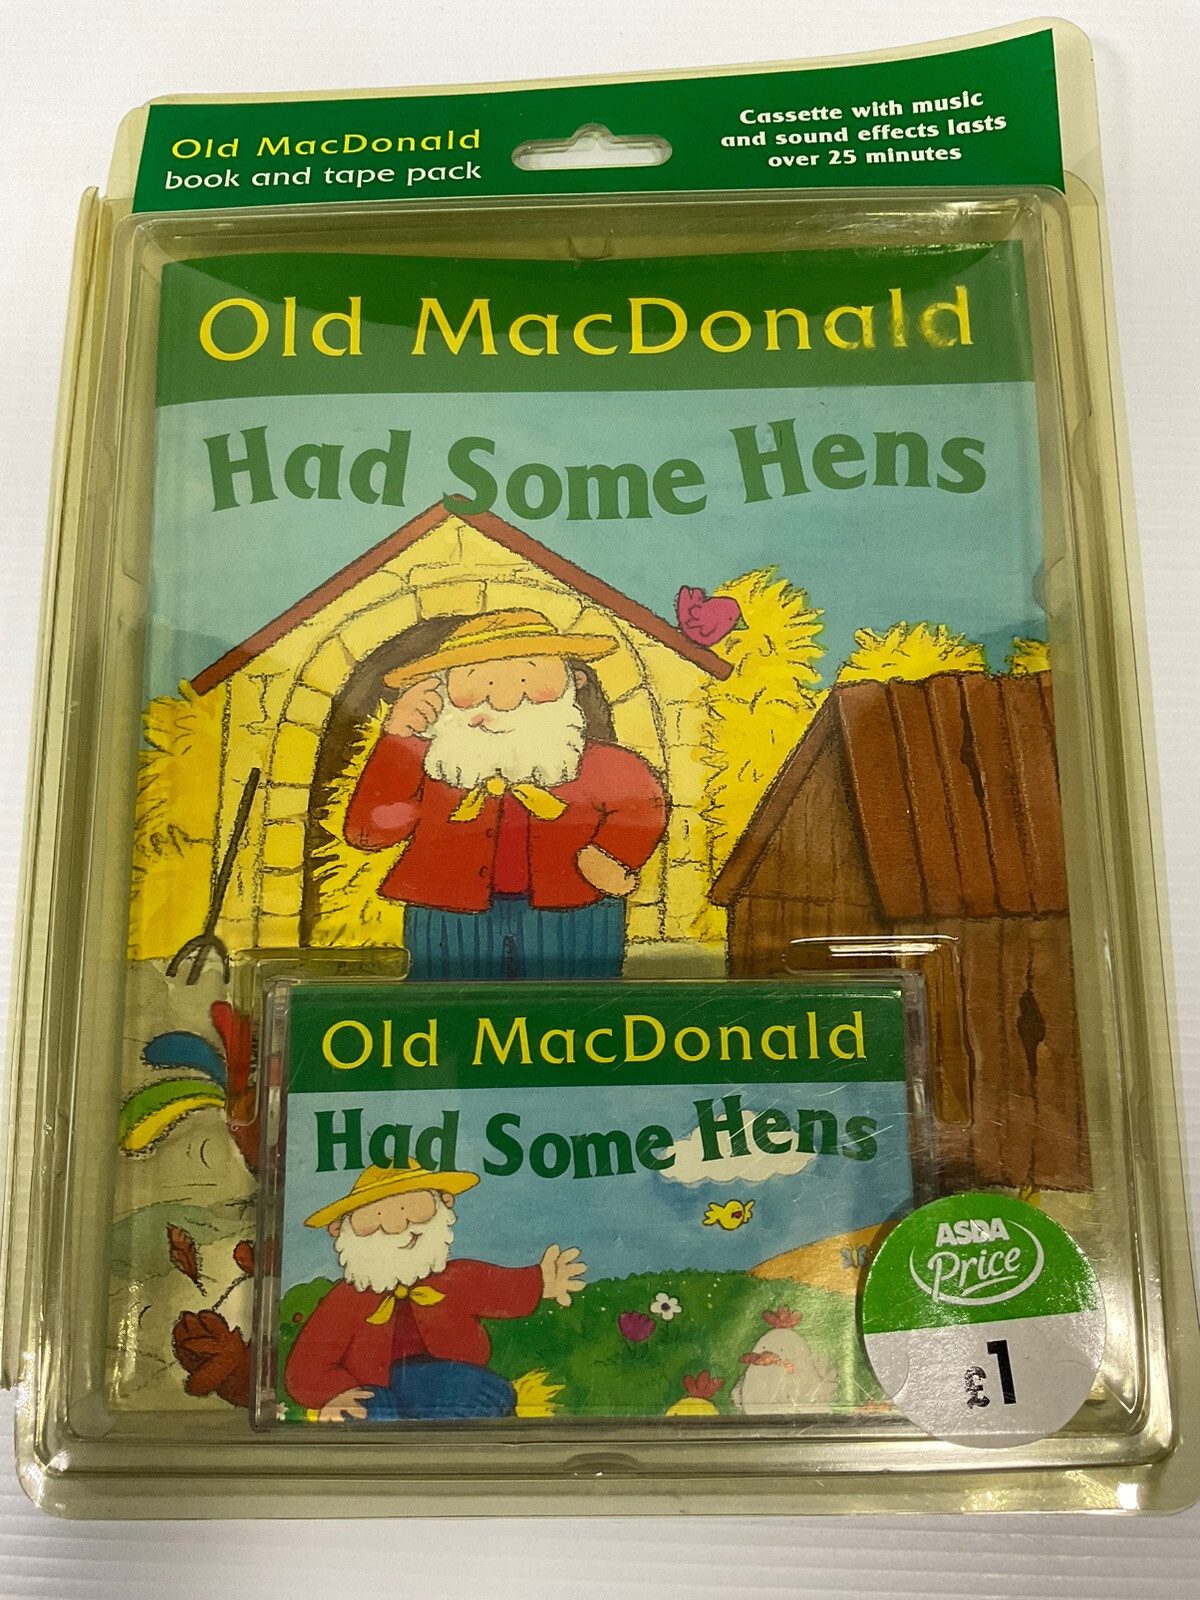 Old MacDonald
book and tape pack
Cassette with music
and sound effects lasts
over 25 minutes
Old MacDonald
Had Some Hens
Old MacDonald
Had Some Hens
ASDA
Price
£1